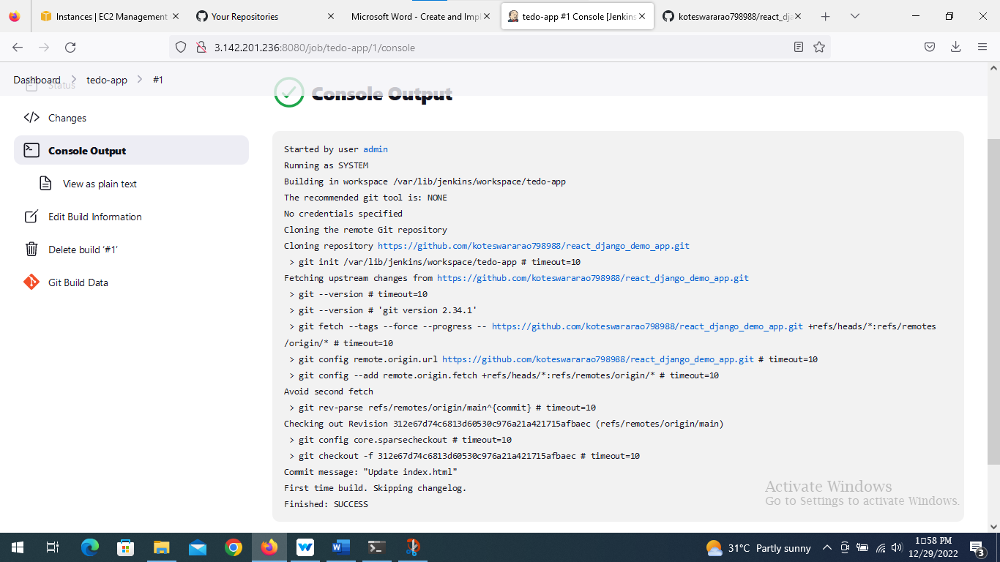 Instances | EC2 Management
Your Repositories
Microsoft Word - Create and Impl
tedo-app #1 Console [Jenkins
koteswararao798988/react_dja
3.142.201.236:8080/job/tedo-app/1/console
Dashboard
tedo-app
#1
Status
Changes
Console Output
View as plain text
Edit Build Information
Delete build ‘#1’
Git Build Data
Console Output
Started by user admin
Running as SYSTEM
Building in workspace /var/lib/jenkins/workspace/tedo-app
The recommended git tool is: NONE
No credentials specified
Cloning the remote Git repository
Cloning repository https://github.com/koteswararao798988/react_django_demo_app.git
> git init /var/lib/jenkins/workspace/tedo-app # timeout=10
Fetching upstream changes from https://github.com/koteswararao798988/react_django_demo_app.git
> git --version # timeout=10
> git --version # 'git version 2.34.1'
> git fetch --tags --force --progress -- https://github.com/koteswararao798988/react_django_demo_app.git +refs/heads/*:refs/remotes
/origin/* # timeout=10
> git config remote.origin.url https://github.com/koteswararao798988/react_django_demo_app.git # timeout=10
> git config --add remote.origin.fetch +refs/heads/*:refs/remotes/origin/* # timeout=10
Avoid second fetch
> git rev-parse refs/remotes/origin/main^{commit} # timeout=10
Checking out Revision 312e67d74c6813d60530c976a21a421715afbaec (refs/remotes/origin/main)
> git config core.sparsecheckout # timeout=10
> git checkout -f 312e67d74c6813d60530c976a21a421715afbaec # timeout=10
Commit message: "Update index.html"
First time build. Skipping changelog.
Finished: SUCCESS
Activate Windows
Go to Settings to activate Windows.
31°C Partly sunny
1□58 PM
12/29/2022
3